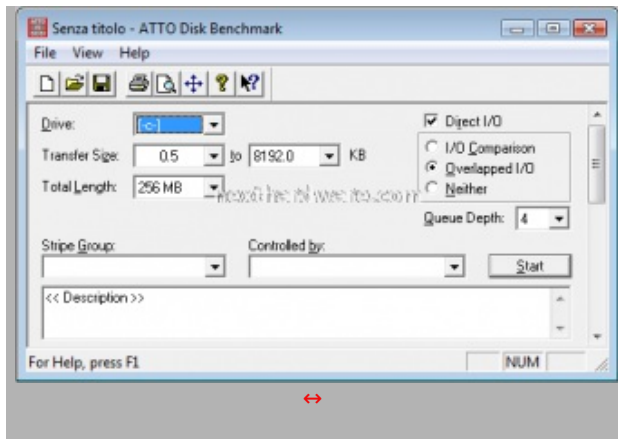 Senza titolo - ATTO Disk Benchmark
File View Help
Drive: [-c-] Direct I/O
Transfer Size: 0.5 to 8192.0 KB I/O Comparison
Overlapped I/O
Total Length: 256 MB Neither
Queue Depth: 4
Stripe Group: Controlled by:
Start
<< Description >>
For Help, press F1 NUM